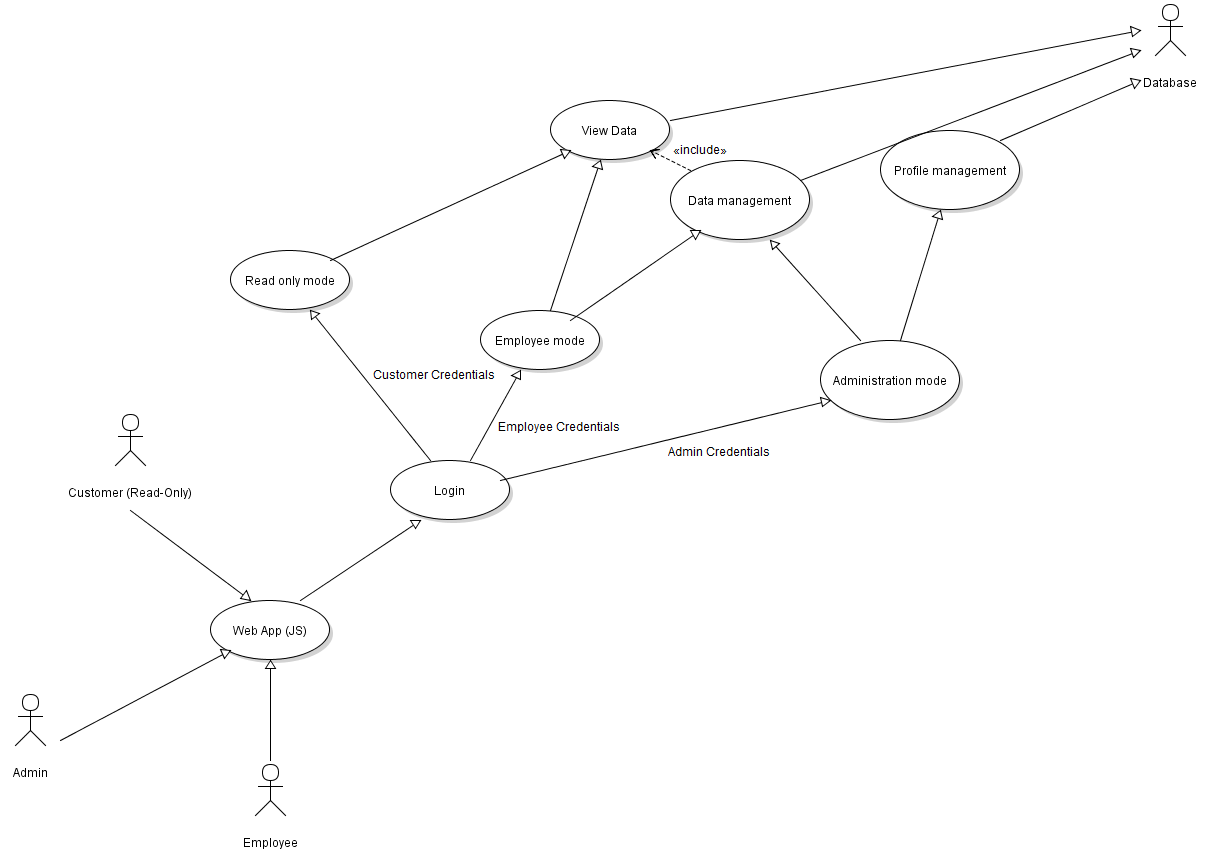 Database
View Data
«include»
Profile management
Data management
Read only mode
Employee mode
Customer Credentials
Administration mode
Employee Credentials
Admin Credentials
Login
Customer (Read-Only)
Web App (JS)
Admin
Employee